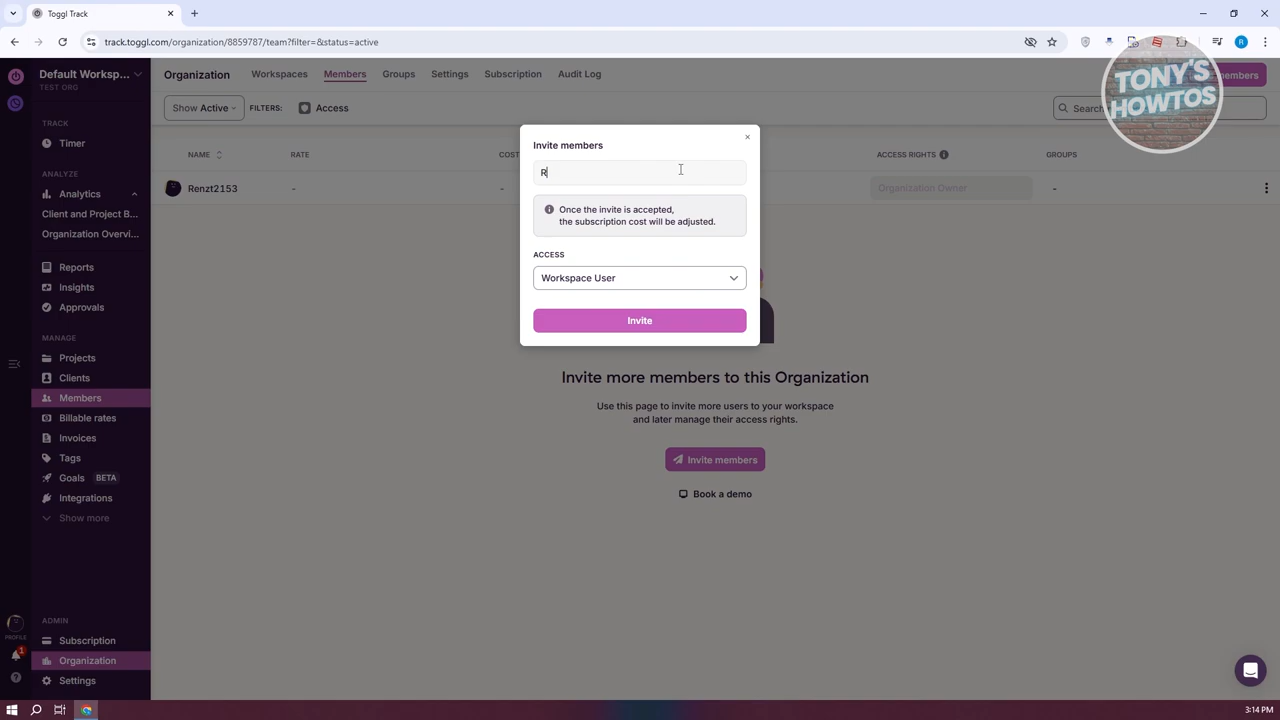 Toggl Track
track.toggl.com/organization/8859787/team?filter=&status=active
Default Worksp...
TEST ORG
Organization
Workspaces
Members
Groups
Settings
Subscription
Audit Log
members
TONY'S
HOWTOS
Show Active
FILTERS:
Access
Search
TRACK
Timer
ANALYZE
Analytics
Client and Project B...
Organization Overvi...
Reports
Insights
Approvals
MANAGE
Projects
Clients
Members
Billable rates
Invoices
Tags
Goals BETA
Integrations
Show more
ADMIN
Subscription
Organization
Settings
PROFILE
1
NAME
RATE
COST
ACCESS RIGHTS
GROUPS
Renzt2153
-
-
Organization Owner
-
Invite members
R
Once the invite is accepted,
the subscription cost will be adjusted.
ACCESS
Workspace User
Invite
Invite more members to this Organization
Use this page to invite more users to your workspace
and later manage their access rights.
Invite members
Book a demo
3:14 PM